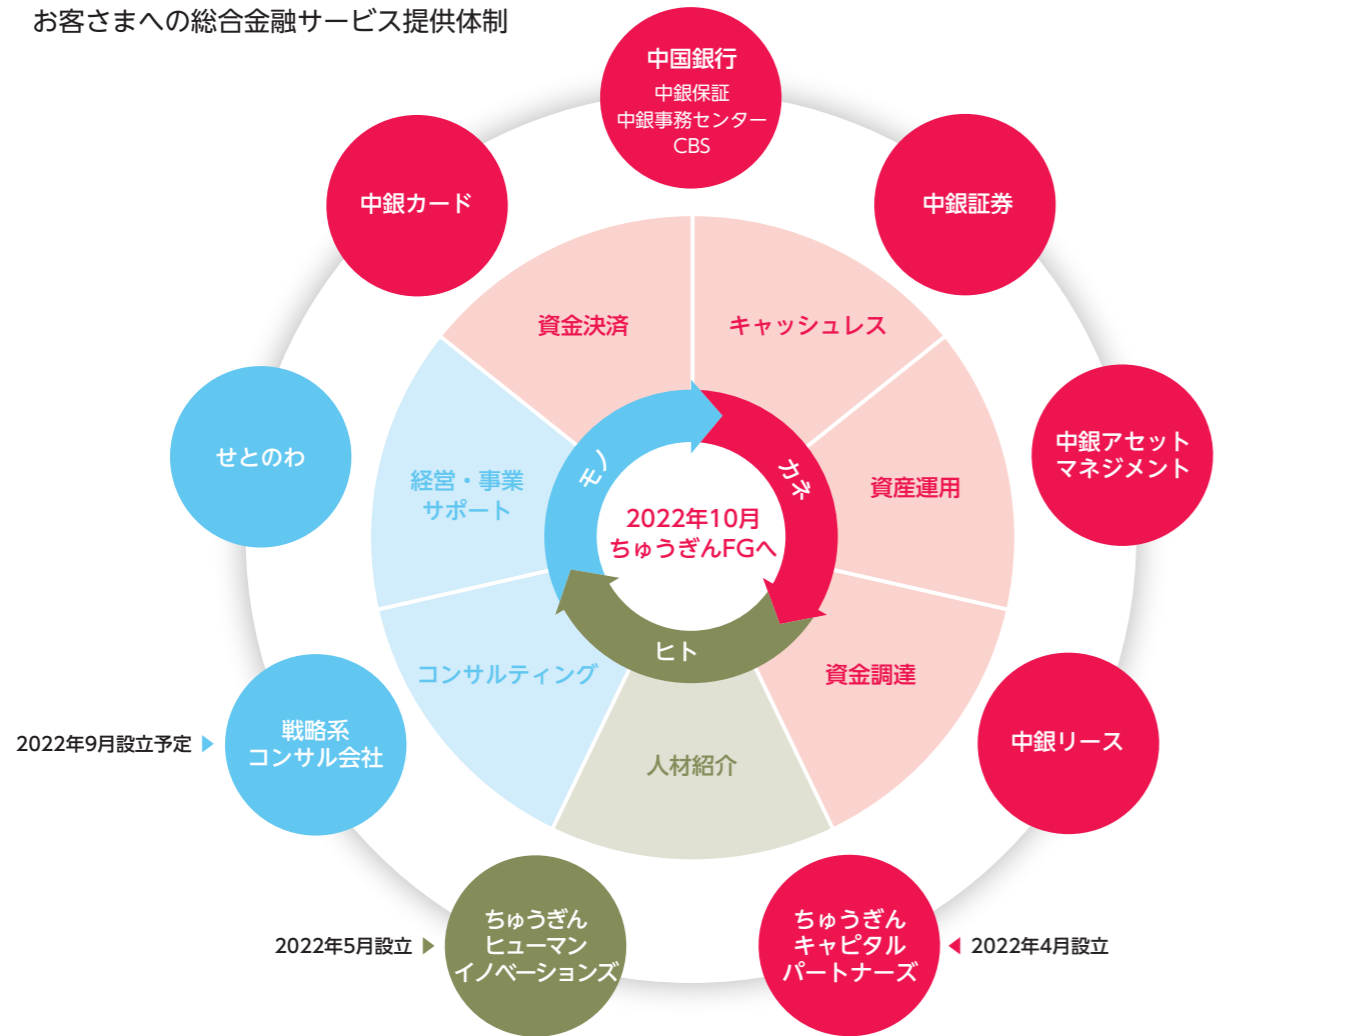 お客さまへの総合金融サービス提供体制
中国銀行
中銀保証
中銀事務センター
CBS
中銀カード
中銀証券
資金決済
キャッシュレス
せとのわ
経営・事業
サポート
モノ
カネ
資産運用
中銀アセット
マネジメント
2022年10月
ちゅうぎんFGへ
ヒト
コンサルティング
資金調達
2022年9月設立予定
戦略系
コンサル会社
人材紹介
中銀リース
2022年5月設立
ちゅうぎん
ヒューマン
イノベーションズ
ちゅうぎん
キャピタル
パートナーズ
2022年4月設立